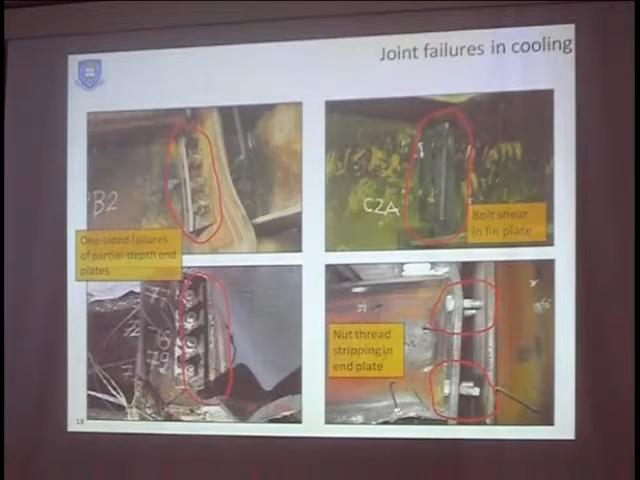 Joint failures in cooling
B2
C2A
Bolt shear
in fin plate
One-sided failures
of partial-depth end
plates
Nut thread
stripping in
end plate